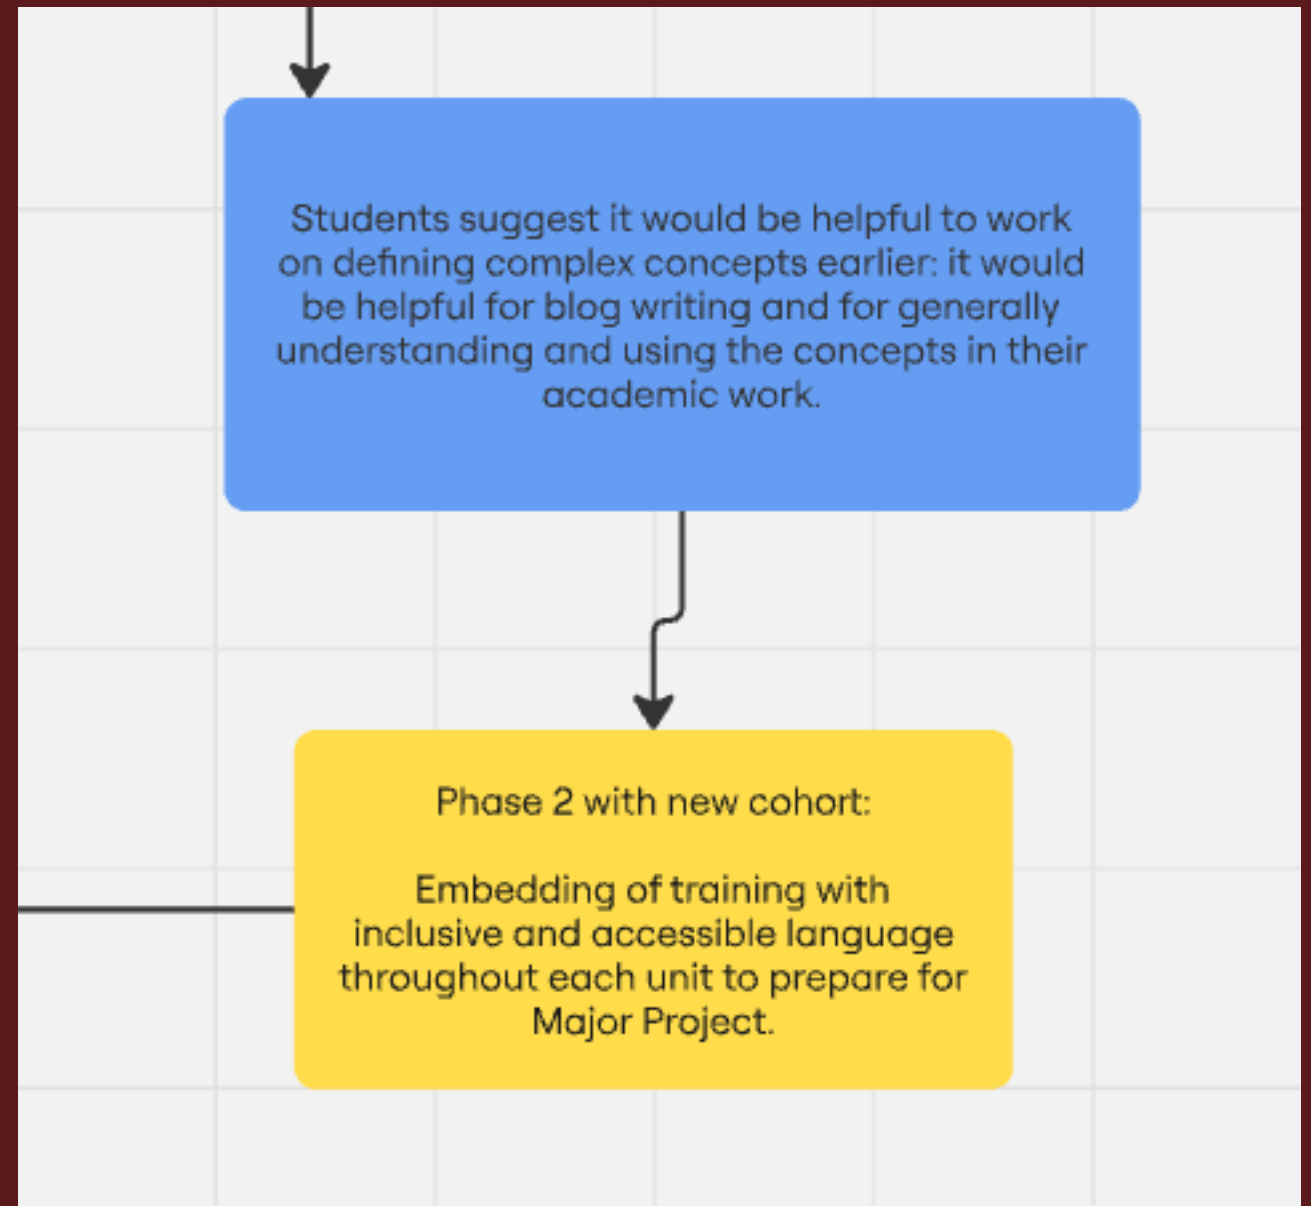 Students suggest it would be helpful to work
on defining complex concepts earlier: it would
be helpful for blog writing and for generally
understanding and using the concepts in their
academic work.
Phase 2 with new cohort:
Embedding of training with
inclusive and accessible language
throughout each unit to prepare for
Major Project.